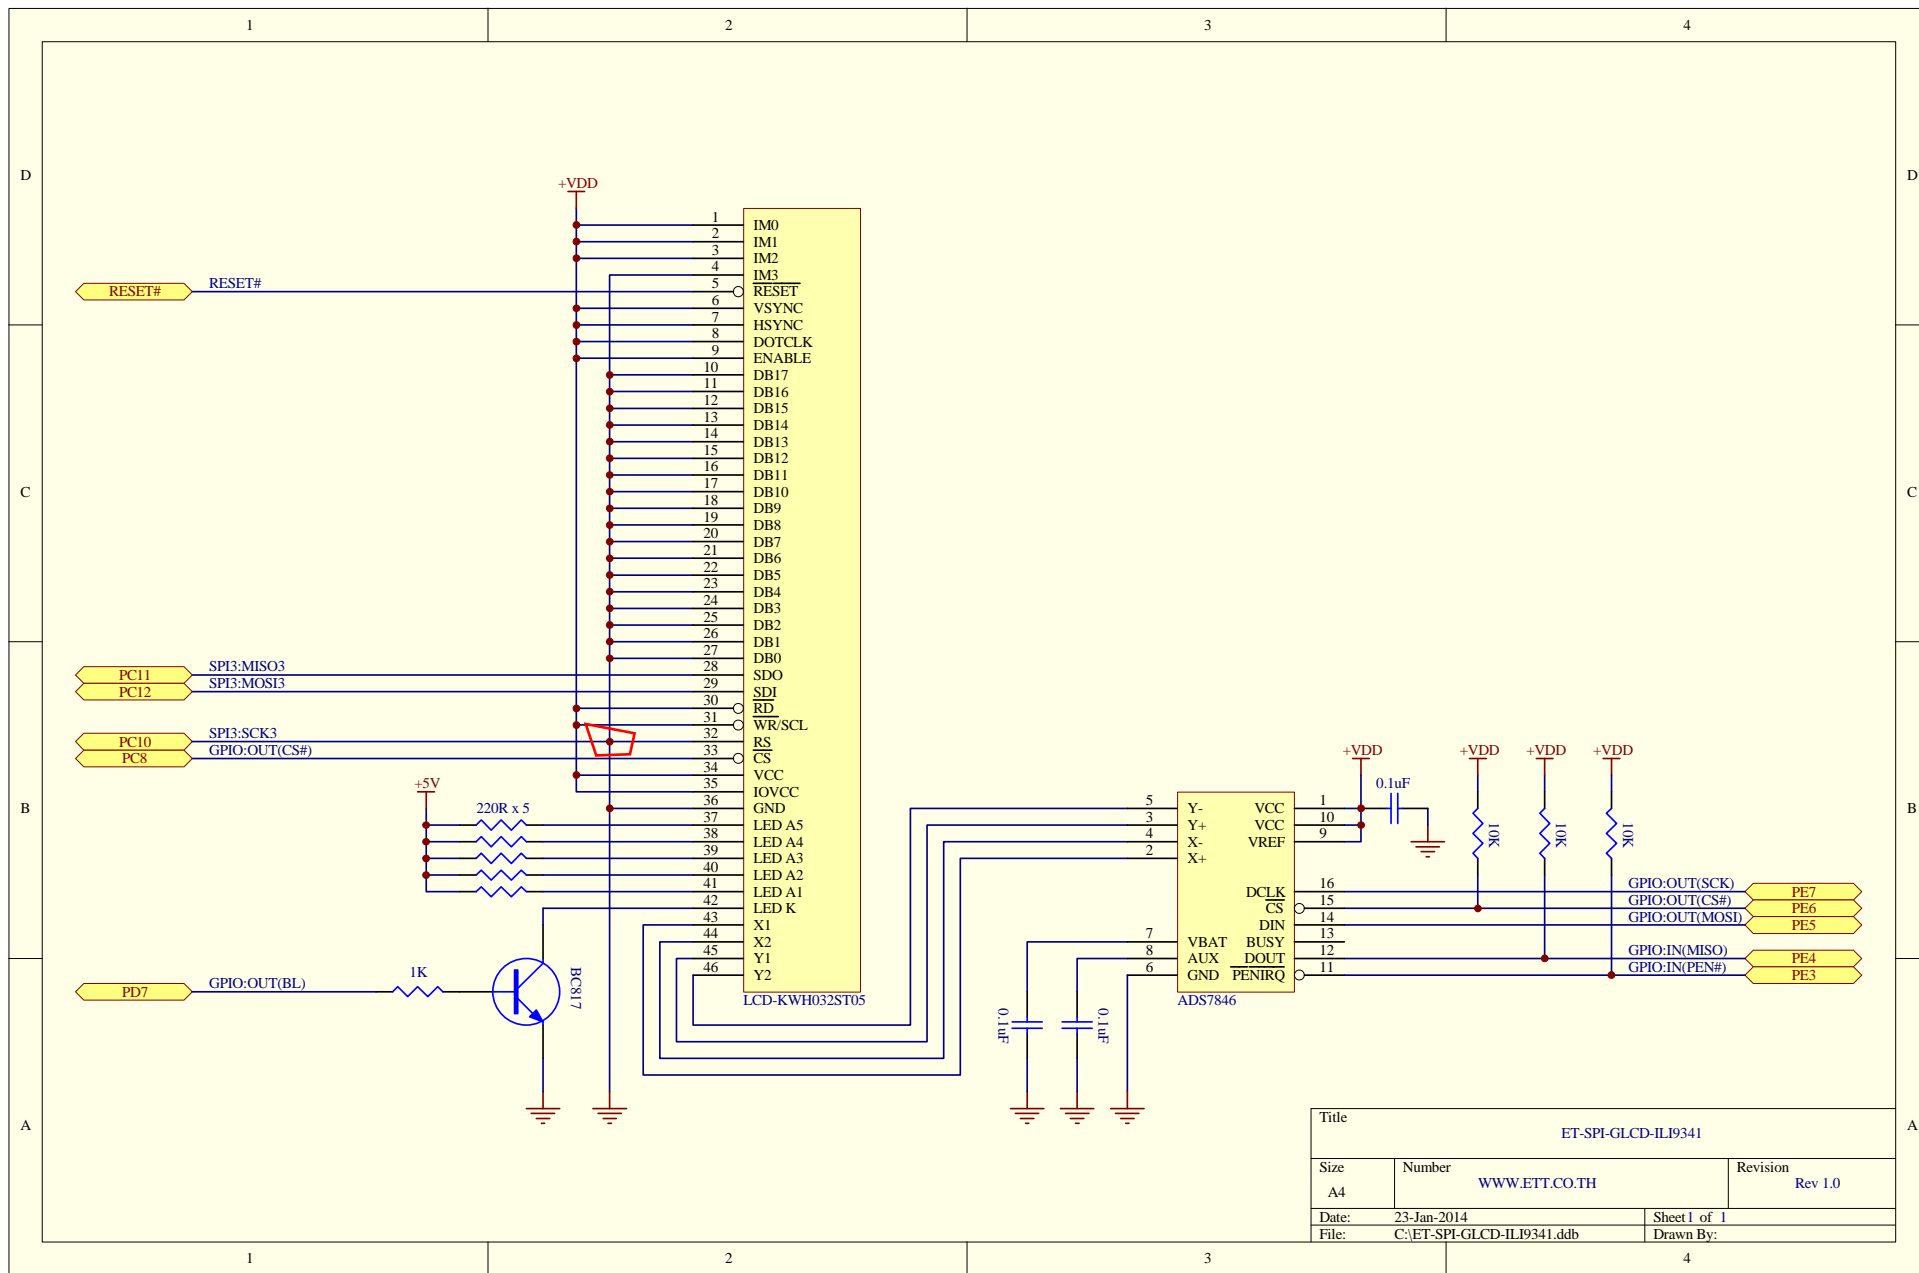 1 2 3 4
D D
C C
B B
A A
+VDD
RESET# RESET#
1 IM0
2 IM1
3 IM2
4 IM3
5 RESET
6 VSYNC
7 HSYNC
8 DOTCLK
9 ENABLE
10 DB17
11 DB16
12 DB15
13 DB14
14 DB13
15 DB12
16 DB11
17 DB10
18 DB9
19 DB8
20 DB7
21 DB6
22 DB5
23 DB4
24 DB3
25 DB2
26 DB1
27 DB0
PC11 SPI3:MISO3 28 SDO
PC12 SPI3:MOSI3 29 SDI
30 RD
31 WR/SCL
PC10 SPI3:SCK3 32 RS
PC8 GPIO:OUT(CS#) 33 CS
34 VCC
35 IOVCC
36 GND
+5V
220R x 5
37 LED A5
38 LED A4
39 LED A3
40 LED A2
41 LED A1
42 LED K
43 X1
44 X2
45 Y1
46 Y2
LCD-KWH032ST05
PD7 GPIO:OUT(BL) 1K BC817
+VDD +VDD +VDD +VDD
0.1uF
10K 10K 10K
5 Y- VCC 1
3 Y+ VCC 10
4 X- VREF 9
2 X+
DCLK 16 GPIO:OUT(SCK) PE7
CS 15 GPIO:OUT(CS#) PE6
DIN 14 GPIO:OUT(MOSI) PE5
7 VBAT BUSY 13
8 AUX DOUT 12 GPIO:IN(MISO) PE4
6 GND PENIRQ 11 GPIO:IN(PEN#) PE3
ADS7846
0.1uF 0.1uF
Title
ET-SPI-GLCD-ILI9341
Size Number Revision
A4 WWW.ETT.CO.TH Rev 1.0
Date: 23-Jan-2014 Sheet 1 of 1
File: C:\ET-SPI-GLCD-ILI9341.ddb Drawn By:
1 2 3 4